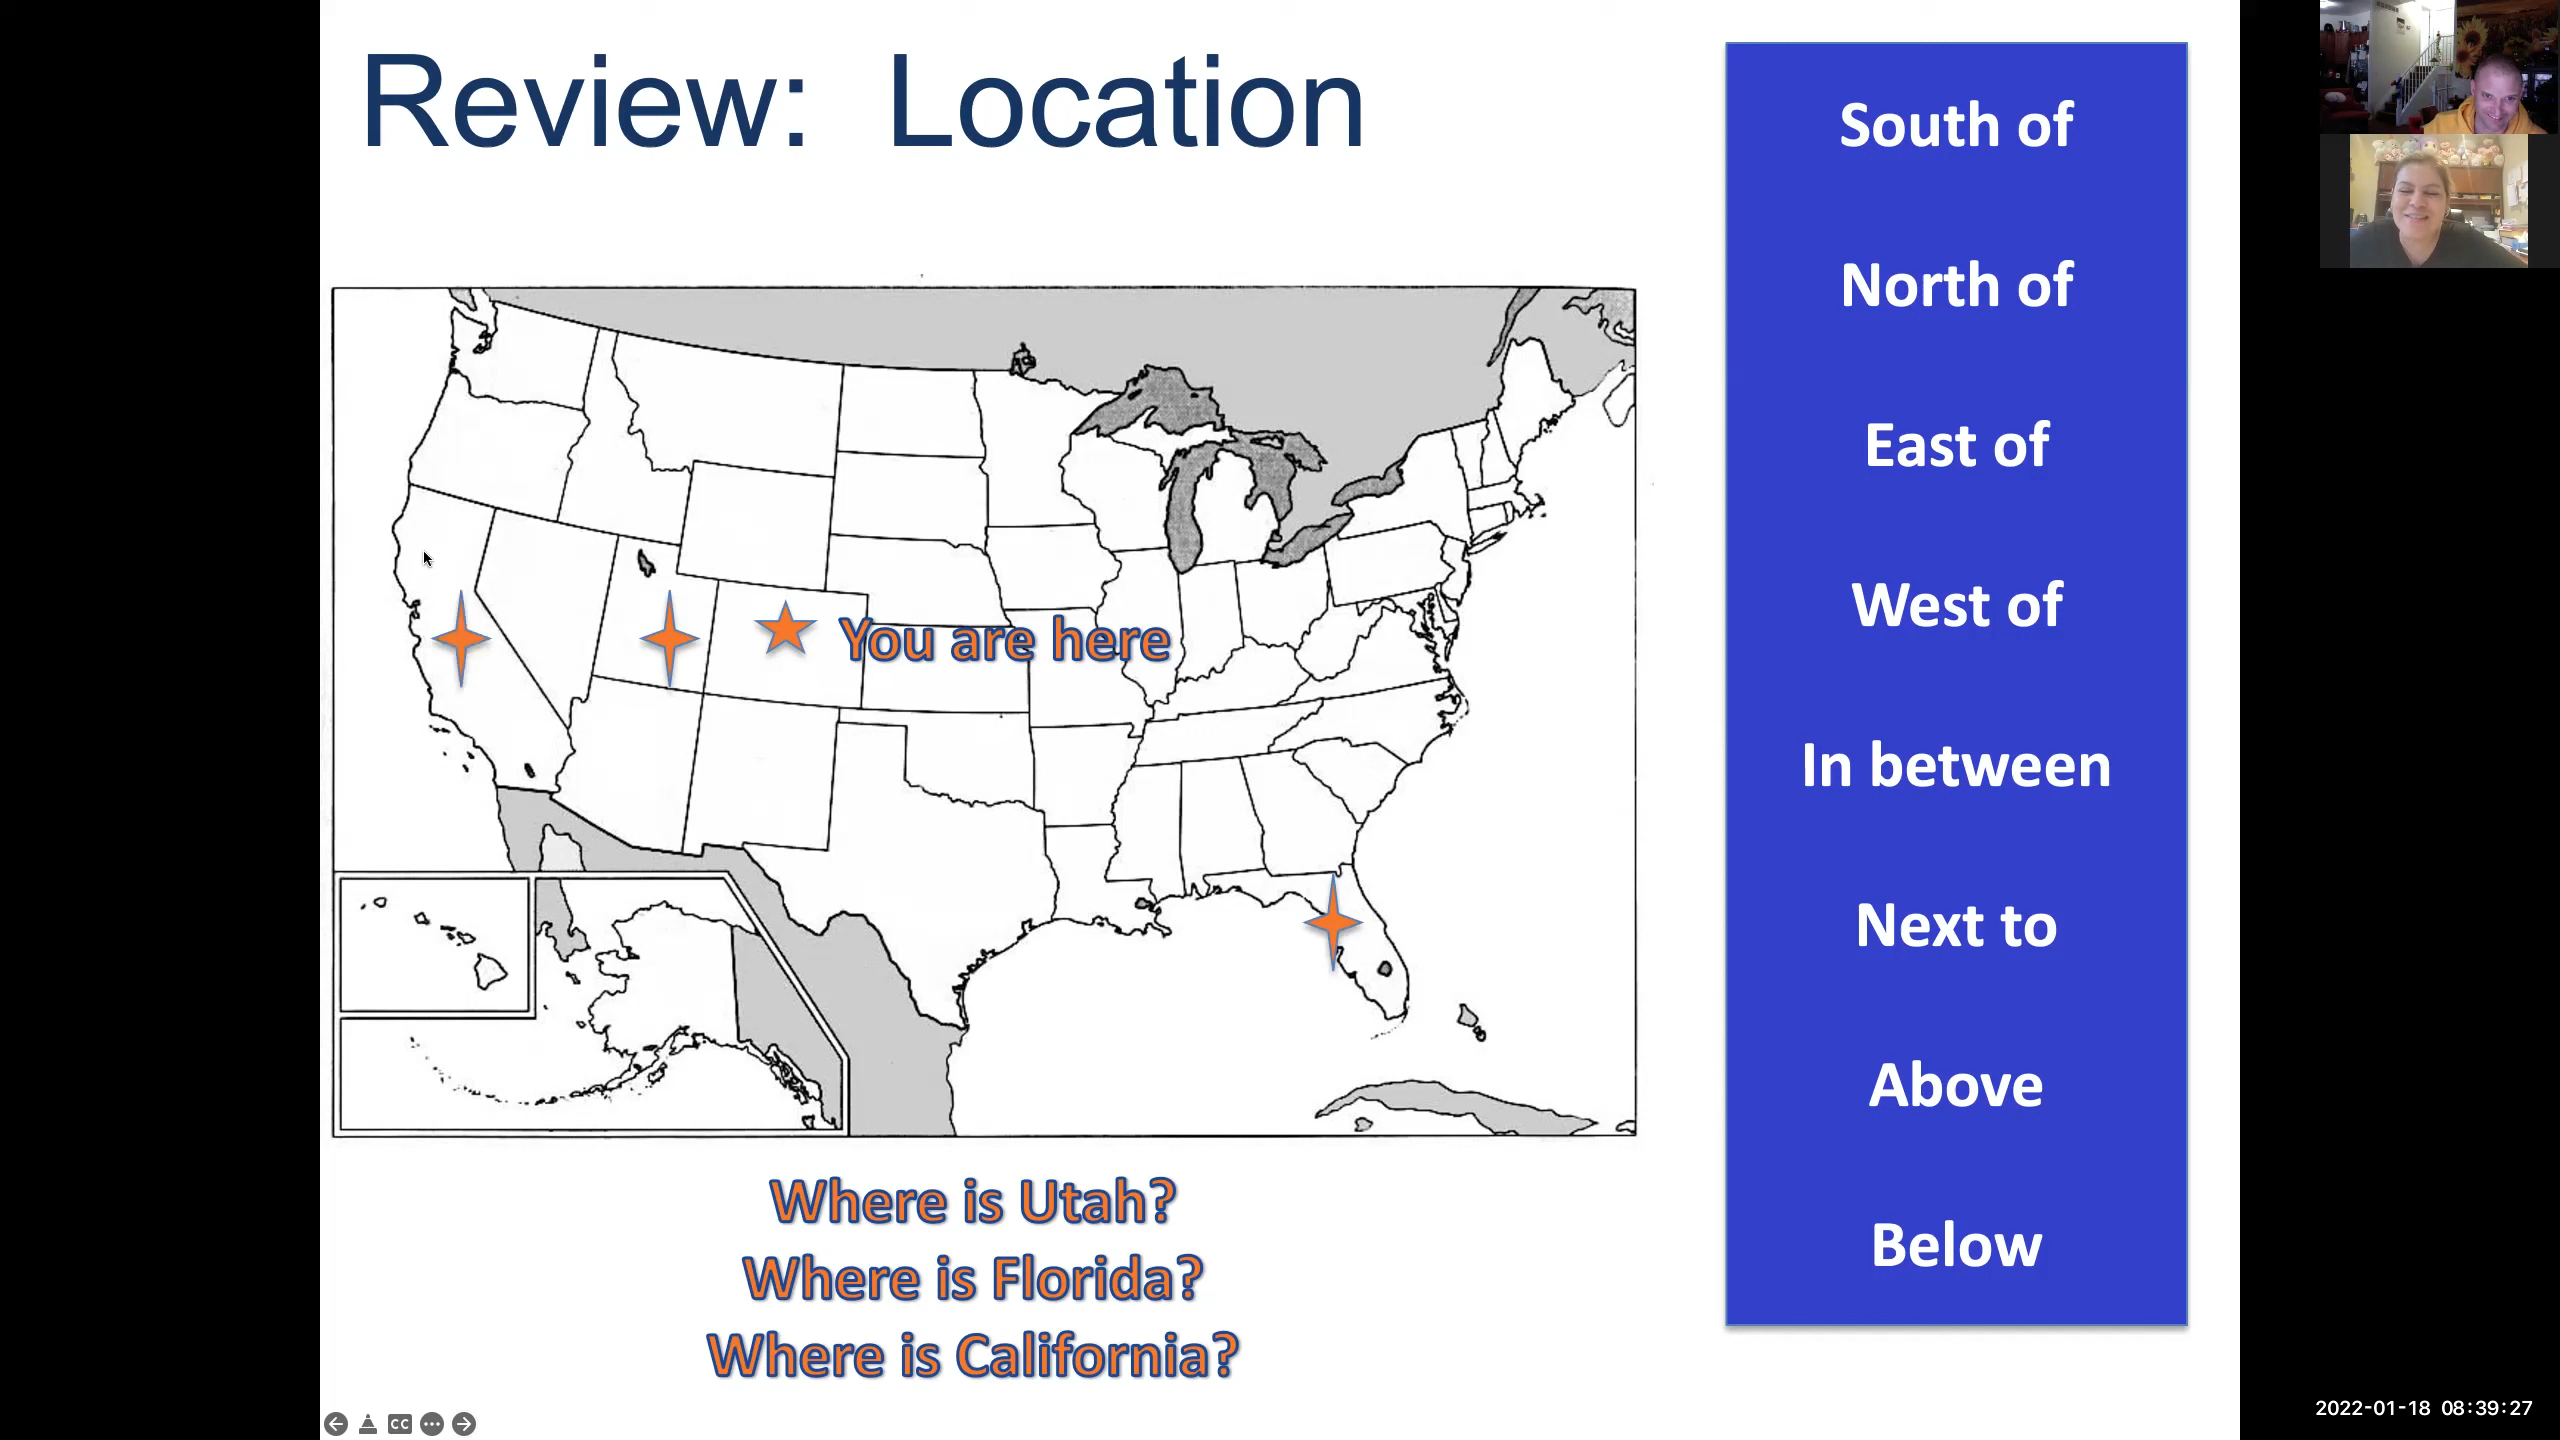 Review: Location
South of
North of
East of
West of
In between
Next to
Above
Below
You are here
Where is Utah?
Where is Florida?
Where is California?
CC
2022-01-18 08:39:27